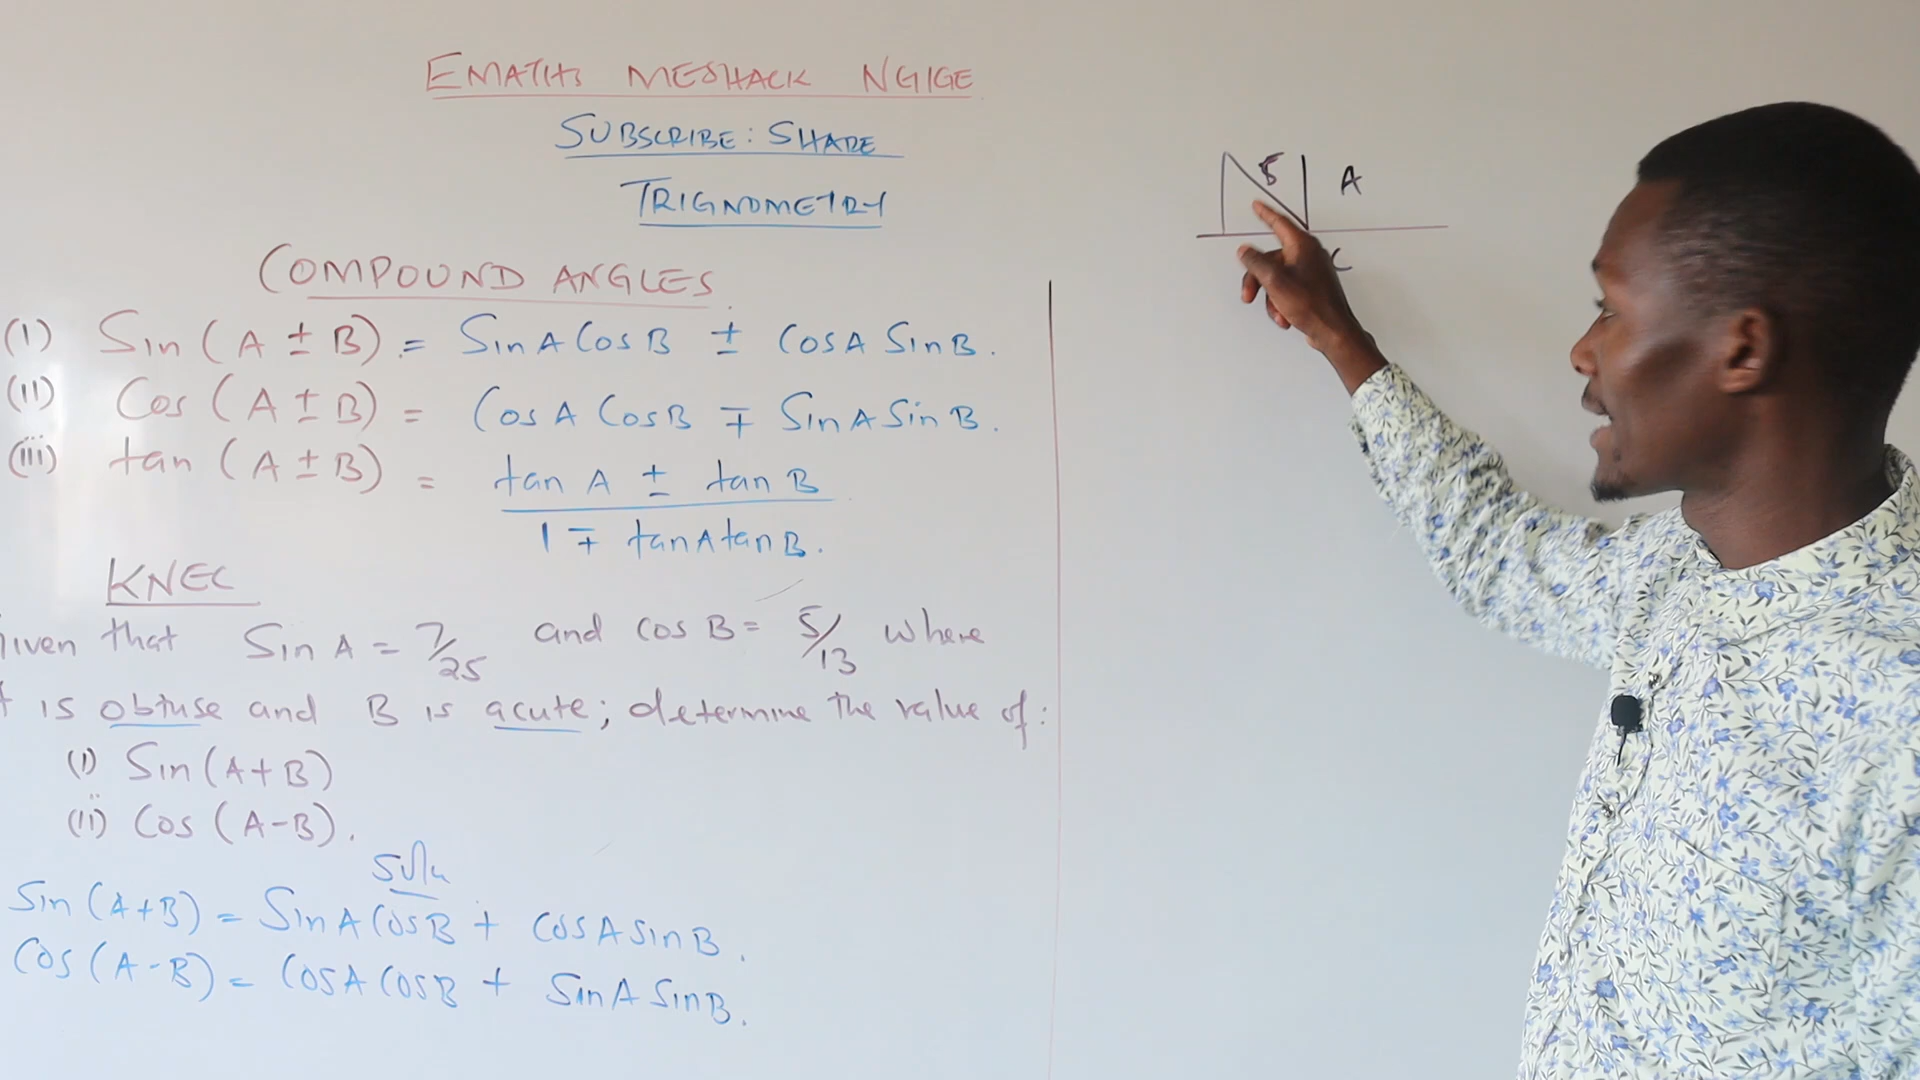 EMATHS MESHACK NGIGE
SUBSCRIBE: SHARE
TRIGNOMETRY
COMPOUND ANGLES
(i) Sin (A ± B) = Sin A Cos B ± Cos A Sin B.
(ii) Cos (A ± B) = Cos A Cos B ∓ Sin A Sin B.
(iii) tan (A ± B) = tan A ± tan B
1 ∓ tan A tan B.
KNEC
Given that Sin A = 7/25 and cos B = 5/13 where
A is obtuse and B is acute; determine the value of:
(i) Sin (A+B)
(ii) Cos (A-B).
Soln
Sin (A+B) = Sin A Cos B + Cos A Sin B.
Cos (A-B) = Cos A Cos B + Sin A Sin B.
S A
C